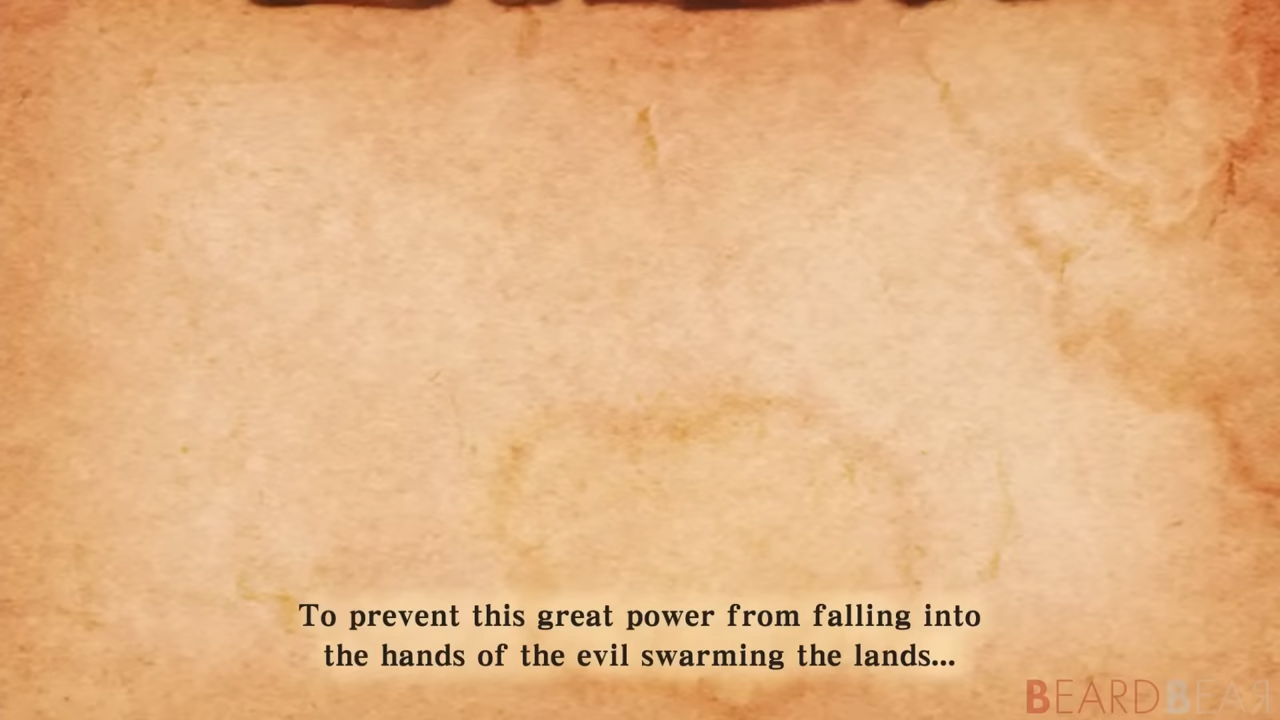 To prevent this great power from falling into
the hands of the evil swarming the lands...
BEARDBEAR